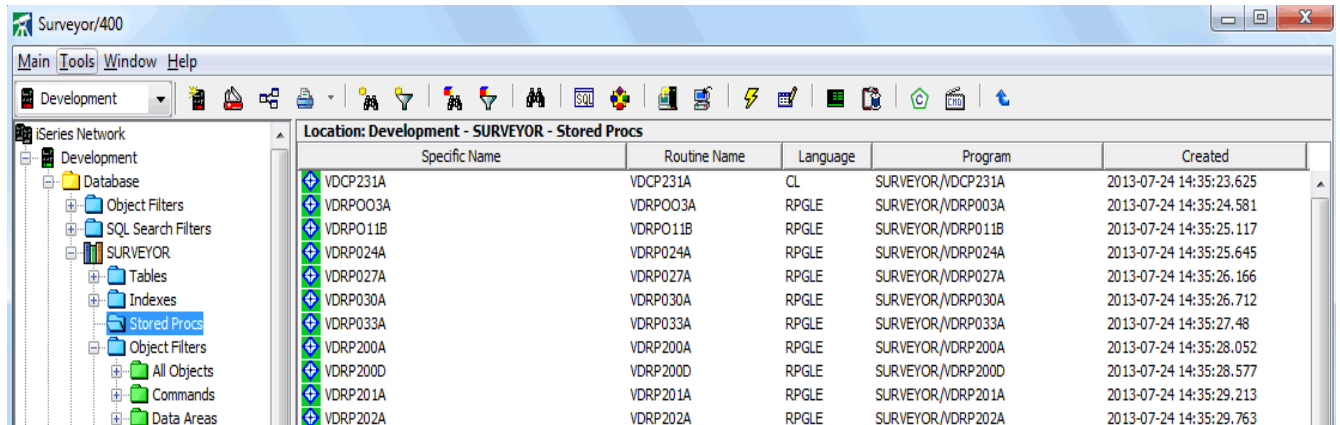 Surveyor/400
Main Tools Window Help
Development
SQL
C
CMD
iSeries Network
Development
Database
Object Filters
SQL Search Filters
SURVEYOR
Tables
Indexes
Stored Procs
Object Filters
All Objects
Commands
Data Areas
Location: Development - SURVEYOR - Stored Procs
Specific Name Routine Name Language Program Created
VDCP231A VDCP231A CL SURVEYOR/VDCP231A 2013-07-24 14:35:23.625
VDRPOO3A VDRPOO3A RPGLE SURVEYOR/VDRP003A 2013-07-24 14:35:24.581
VDRPO11B VDRPO11B RPGLE SURVEYOR/VDRP011B 2013-07-24 14:35:25.117
VDRP024A VDRP024A RPGLE SURVEYOR/VDRP024A 2013-07-24 14:35:25.645
VDRP027A VDRP027A RPGLE SURVEYOR/VDRP027A 2013-07-24 14:35:26.166
VDRP030A VDRP030A RPGLE SURVEYOR/VDRP030A 2013-07-24 14:35:26.712
VDRP033A VDRP033A RPGLE SURVEYOR/VDRP033A 2013-07-24 14:35:27.48
VDRP200A VDRP200A RPGLE SURVEYOR/VDRP200A 2013-07-24 14:35:28.052
VDRP200D VDRP200D RPGLE SURVEYOR/VDRP200D 2013-07-24 14:35:28.577
VDRP201A VDRP201A RPGLE SURVEYOR/VDRP201A 2013-07-24 14:35:29.213
VDRP202A VDRP202A RPGLE SURVEYOR/VDRP202A 2013-07-24 14:35:29.763